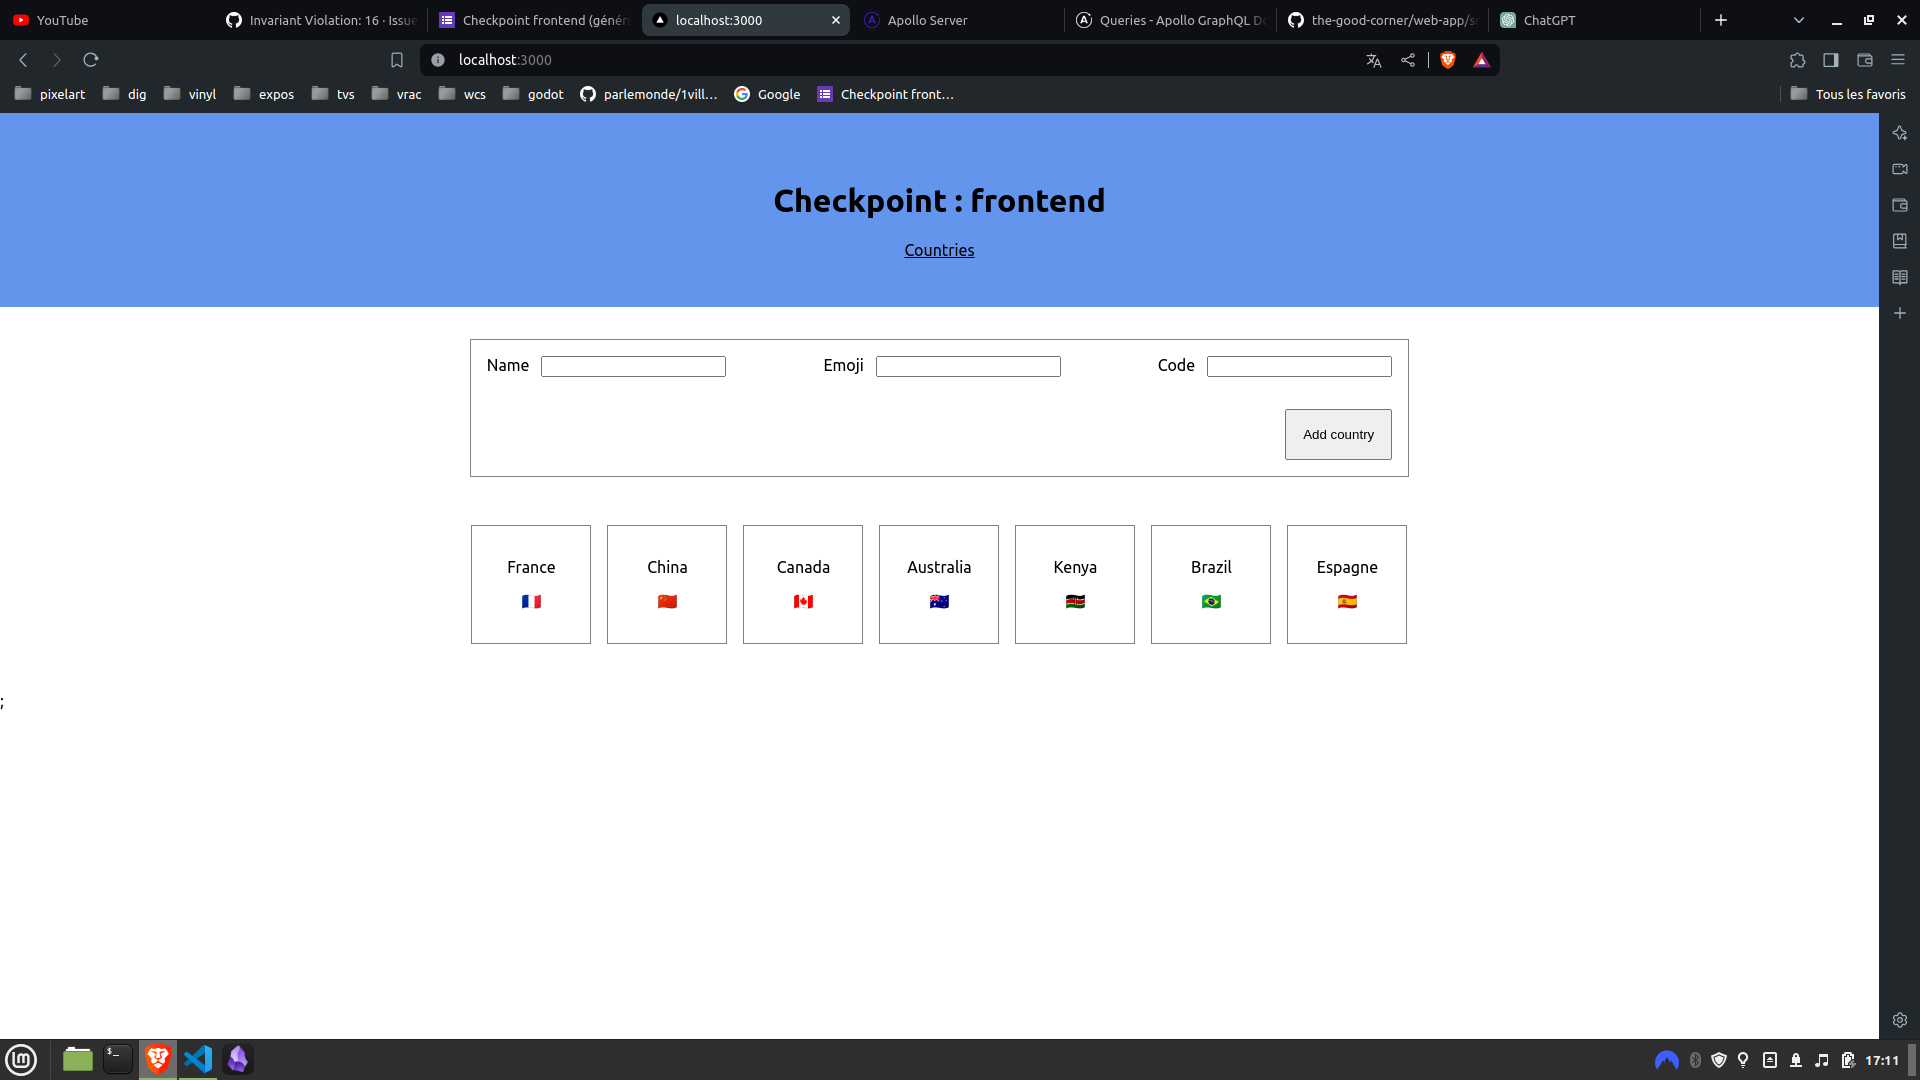 YouTube
Invariant Violation: 16 · Issue
Checkpoint frontend (généri
localhost:3000
Apollo Server
Queries - Apollo GraphQL Do
the-good-corner/web-app/s
ChatGPT
localhost:3000
pixelart
dig
vinyl
expos
tvs
vrac
wcs
godot
parlemonde/1vill…
Google
Checkpoint front…
Tous les favoris
Checkpoint : frontend
Countries
Name
Emoji
Code
Add country
France
China
Canada
Australia
Kenya
Brazil
Espagne
;
17:11